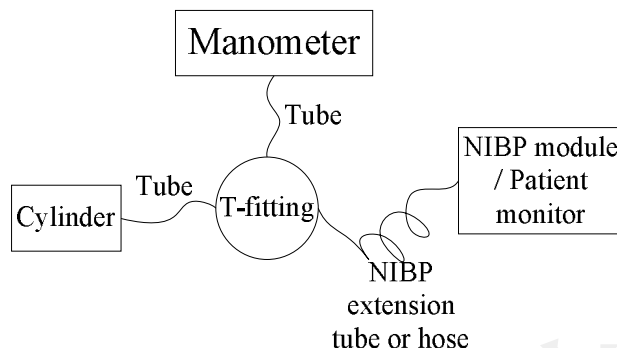 Manometer
Tube
NIBP module
/ Patient
monitor
Tube
T-fitting
Cylinder
NIBP
extension
tube or hose